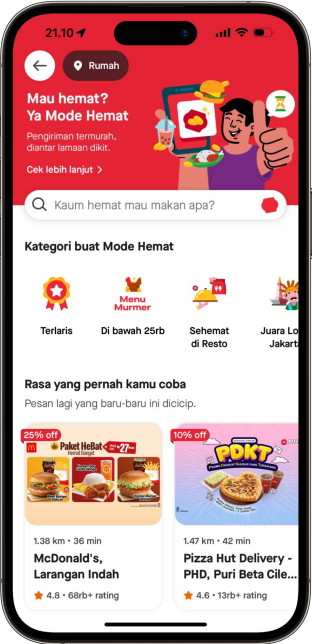 21.10
Rumah
Mau hemat?
Ya Mode Hemat
Pengiriman termurah,
diantar lamaan dikit.
Cek lebih lanjut >
Kaum hemat mau makan apa?
Kategori buat Mode Hemat
Menu
Murmer
Terlaris
Di bawah 25rb
Sehemat
di Resto
Juara Lo
Jakarta
Rasa yang pernah kamu coba
Pesan lagi yang baru-baru ini dicicip.
25% off
Paket HeBat
Hemat Banget
27
10% off
PDKT
1.38 km • 36 min
McDonald's,
Larangan Indah
4.8 • 68rb+ rating
1.47 km • 42 min
Pizza Hut Delivery -
PHD, Puri Beta Cile...
4.6 • 13rb+ rating